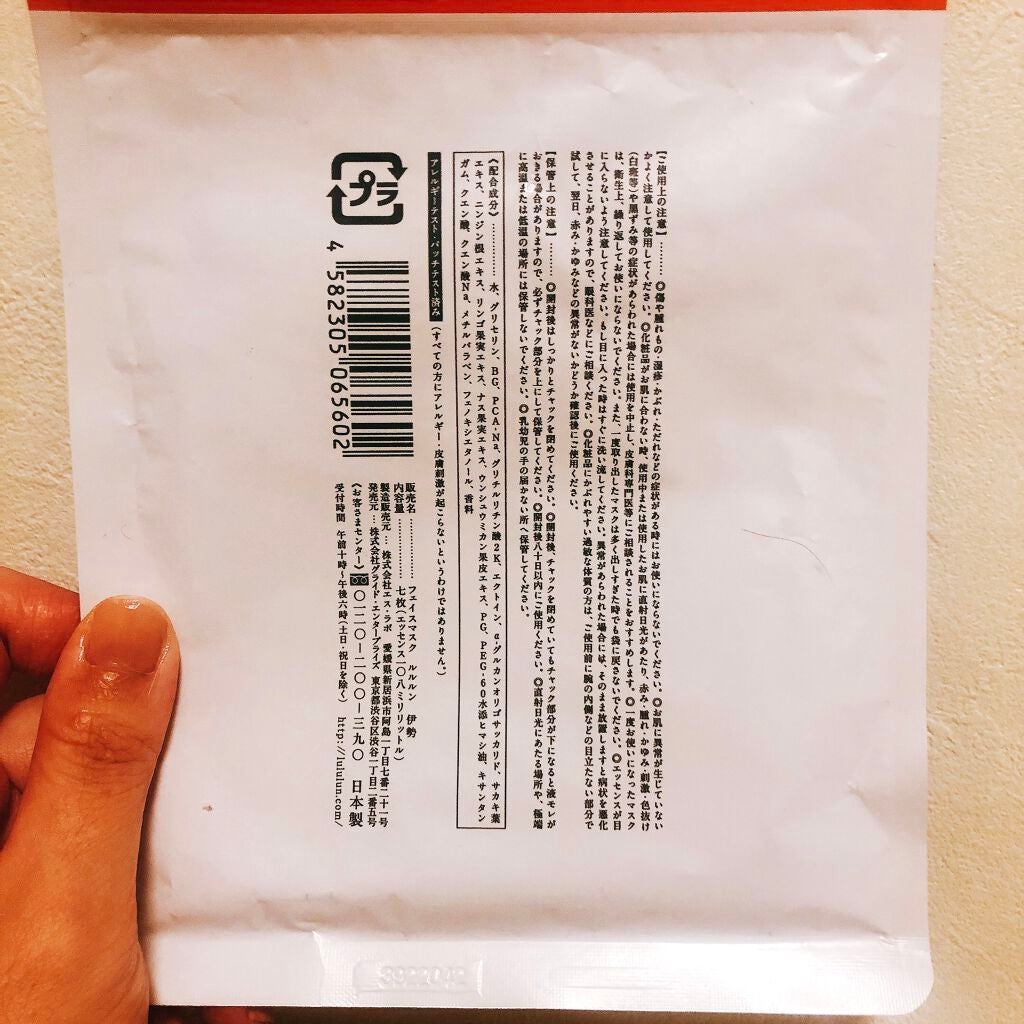 【ご使用上の注意】………◎傷や腫れもの・湿疹・かぶれ・ただれなどの症状がある時にはお使いにならないでください。◎お肌に異常が生じていない
かよく注意して使用してください。◎化粧品がお肌に合わない時、使用中または使用したお肌に直射日光があたり、赤み・腫れ・かゆみ・刺激・色抜け
(白斑等)や黒ずみ等の症状があらわれた場合には使用を中止し、皮膚科専門医等にご相談されることをおすすめします。◎一度お使いになったマスク
は、衛生上、繰り返してお使いにならないでください。また、一度取り出したマスクは多く出しすぎた時でも袋に戻さないでください。◎エッセンスが目
に入らないよう注意してください。もし目に入った時はすぐに洗い流してください。異常があらわれた場合には、そのまま放置しますと病状を悪化
させることがありますので、眼科医などにご相談ください。◎化粧品にかぶれやすい過敏な体質の方は、ご使用前に腕の内側などの目立たない部分で
試して、翌日、赤み・かゆみなどの異常がないかどうか確認後にご使用ください。
【保管上の注意】………◎開封後はしっかりとチャックを閉めてください。◎開封後、チャックを閉めていてもチャック部分が下になると液モレが
おきる場合がありますので、必ずチャック部分を上にして保管してください。◎開封後八十日以内にご使用ください。◎直射日光にあたる場所や、極端
に高温または低温の場所には保管しないでください。◎乳幼児の手の届かない所へ保管してください。
《配合成分》…………水、グリセリン、BG、PCA-Na、グリチルリチン酸2K、エクトイン、α-グルカンオリゴサッカリド、サカキ葉
エキス、ニンジン根エキス、リンゴ果実エキス、ナス果実エキス、ウンシュウミカン果皮エキス、PG、PEG-60水添ヒマシ油、キサンタン
ガム、クエン酸、クエン酸Na、メチルパラベン、フェノキシエタノール、香料
アレルギーテスト・パッチテスト済み(すべての方にアレルギー・皮膚刺激が起こらないというわけではありません。)
プラ
4 582305 065602
販売名…………フェイスマスク ルルルン 伊勢
内容量…………七枚(エッセンス一〇八ミリリットル)
製造販売元…株式会社エス・ラボ 愛媛県新居浜市阿島一丁目七番二十一号
発売元…株式会社グライド・エンタープライズ 東京都渋谷区渋谷一丁目二番五号
《お客さまセンター》〇一二〇-二〇〇-三九〇 日本製
受付時間 午前十時~午後六時(土日・祝日を除く) http://lululun.com/